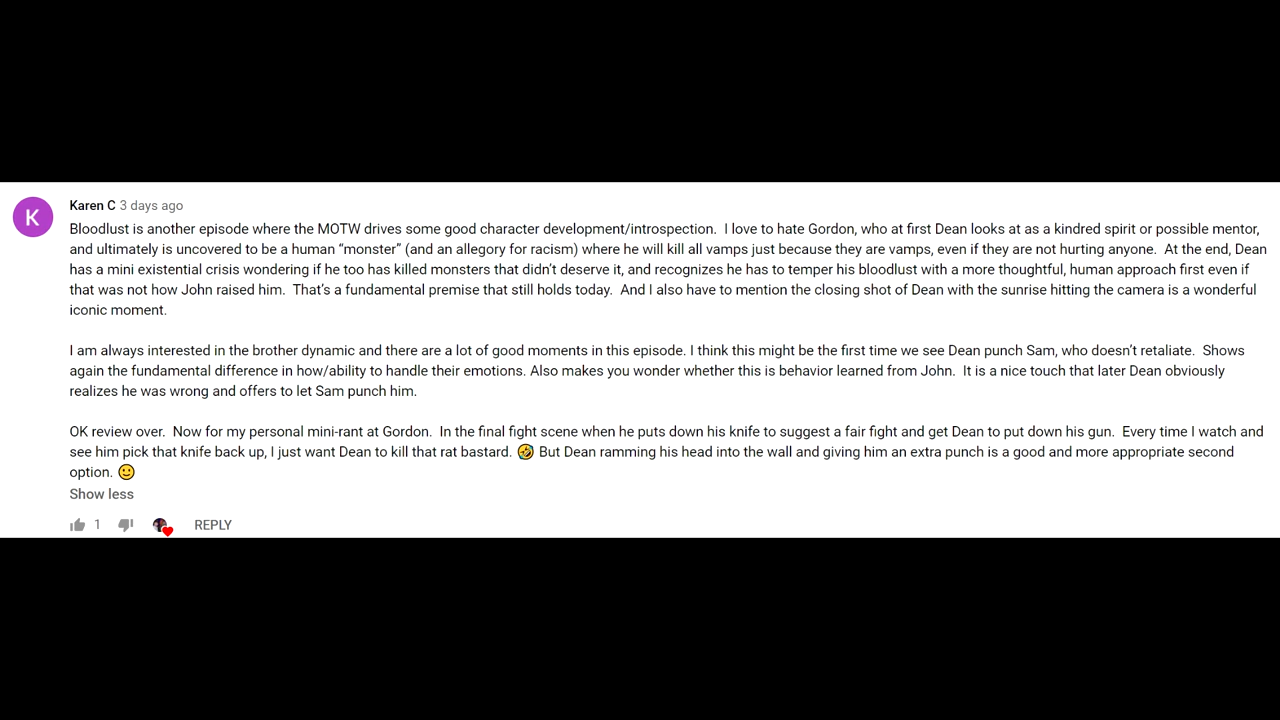 K
Karen C 3 days ago
Bloodlust is another episode where the MOTW drives some good character development/introspection.  I love to hate Gordon, who at first Dean looks at as a kindred spirit or possible mentor,
and ultimately is uncovered to be a human “monster” (and an allegory for racism) where he will kill all vamps just because they are vamps, even if they are not hurting anyone.  At the end, Dean
has a mini existential crisis wondering if he too has killed monsters that didn’t deserve it, and recognizes he has to temper his bloodlust with a more thoughtful, human approach first even if
that was not how John raised him.  That’s a fundamental premise that still holds today.  And I also have to mention the closing shot of Dean with the sunrise hitting the camera is a wonderful
iconic moment.
I am always interested in the brother dynamic and there are a lot of good moments in this episode. I think this might be the first time we see Dean punch Sam, who doesn’t retaliate.  Shows
again the fundamental difference in how/ability to handle their emotions. Also makes you wonder whether this is behavior learned from John.  It is a nice touch that later Dean obviously
realizes he was wrong and offers to let Sam punch him.
OK review over.  Now for my personal mini-rant at Gordon.  In the final fight scene when he puts down his knife to suggest a fair fight and get Dean to put down his gun.  Every time I watch and
see him pick that knife back up, I just want Dean to kill that rat bastard. 🤣 But Dean ramming his head into the wall and giving him an extra punch is a good and more appropriate second
option. 🙂
Show less
1 REPLY